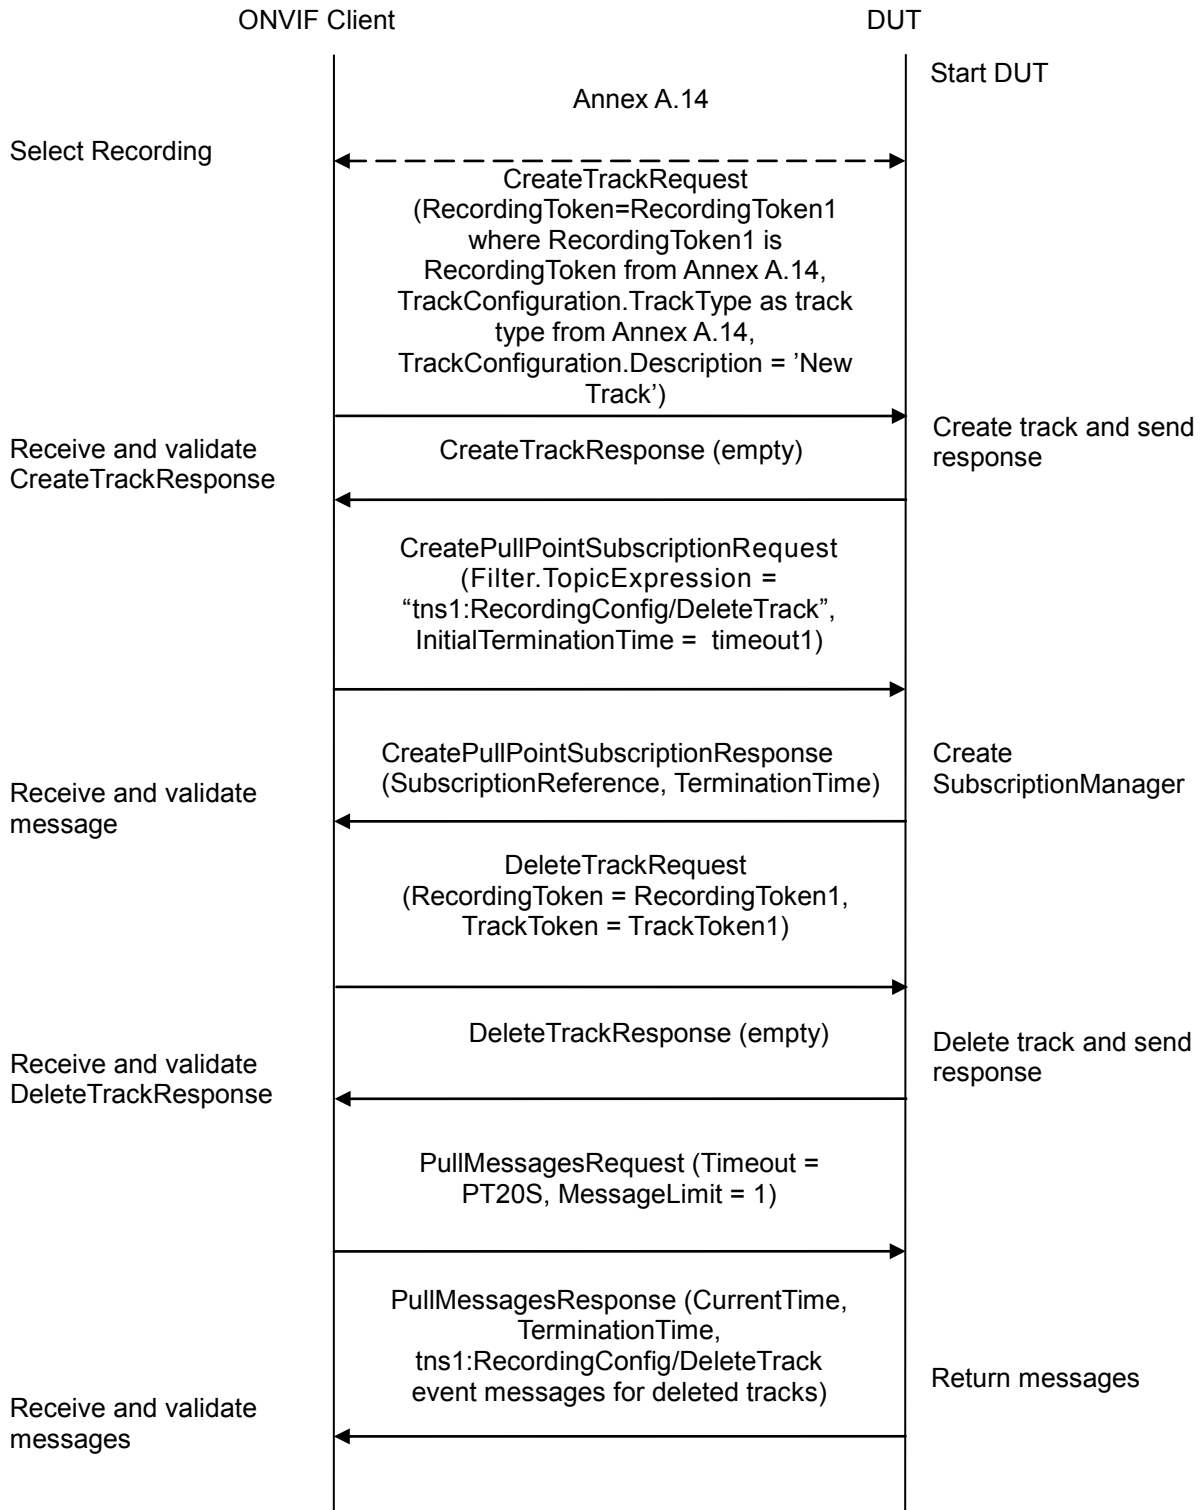 ONVIF Client
DUT
Start DUT
Annex A.14
Select Recording
CreateTrackRequest
(RecordingToken=RecordingToken1
where RecordingToken1 is
RecordingToken from Annex A.14,
TrackConfiguration.TrackType as track
type from Annex A.14,
TrackConfiguration.Description = ’New
Track’)
Create track and send
response
Receive and validate
CreateTrackResponse
CreateTrackResponse (empty)
CreatePullPointSubscriptionRequest
(Filter.TopicExpression =
“tns1:RecordingConfig/DeleteTrack”,
InitialTerminationTime = timeout1)
CreatePullPointSubscriptionResponse
(SubscriptionReference, TerminationTime)
Create
SubscriptionManager
Receive and validate
message
DeleteTrackRequest
(RecordingToken = RecordingToken1,
TrackToken = TrackToken1)
DeleteTrackResponse (empty)
Delete track and send
response
Receive and validate
DeleteTrackResponse
PullMessagesRequest (Timeout =
PT20S, MessageLimit = 1)
PullMessagesResponse (CurrentTime,
TerminationTime,
tns1:RecordingConfig/DeleteTrack
event messages for deleted tracks)
Return messages
Receive and validate
messages